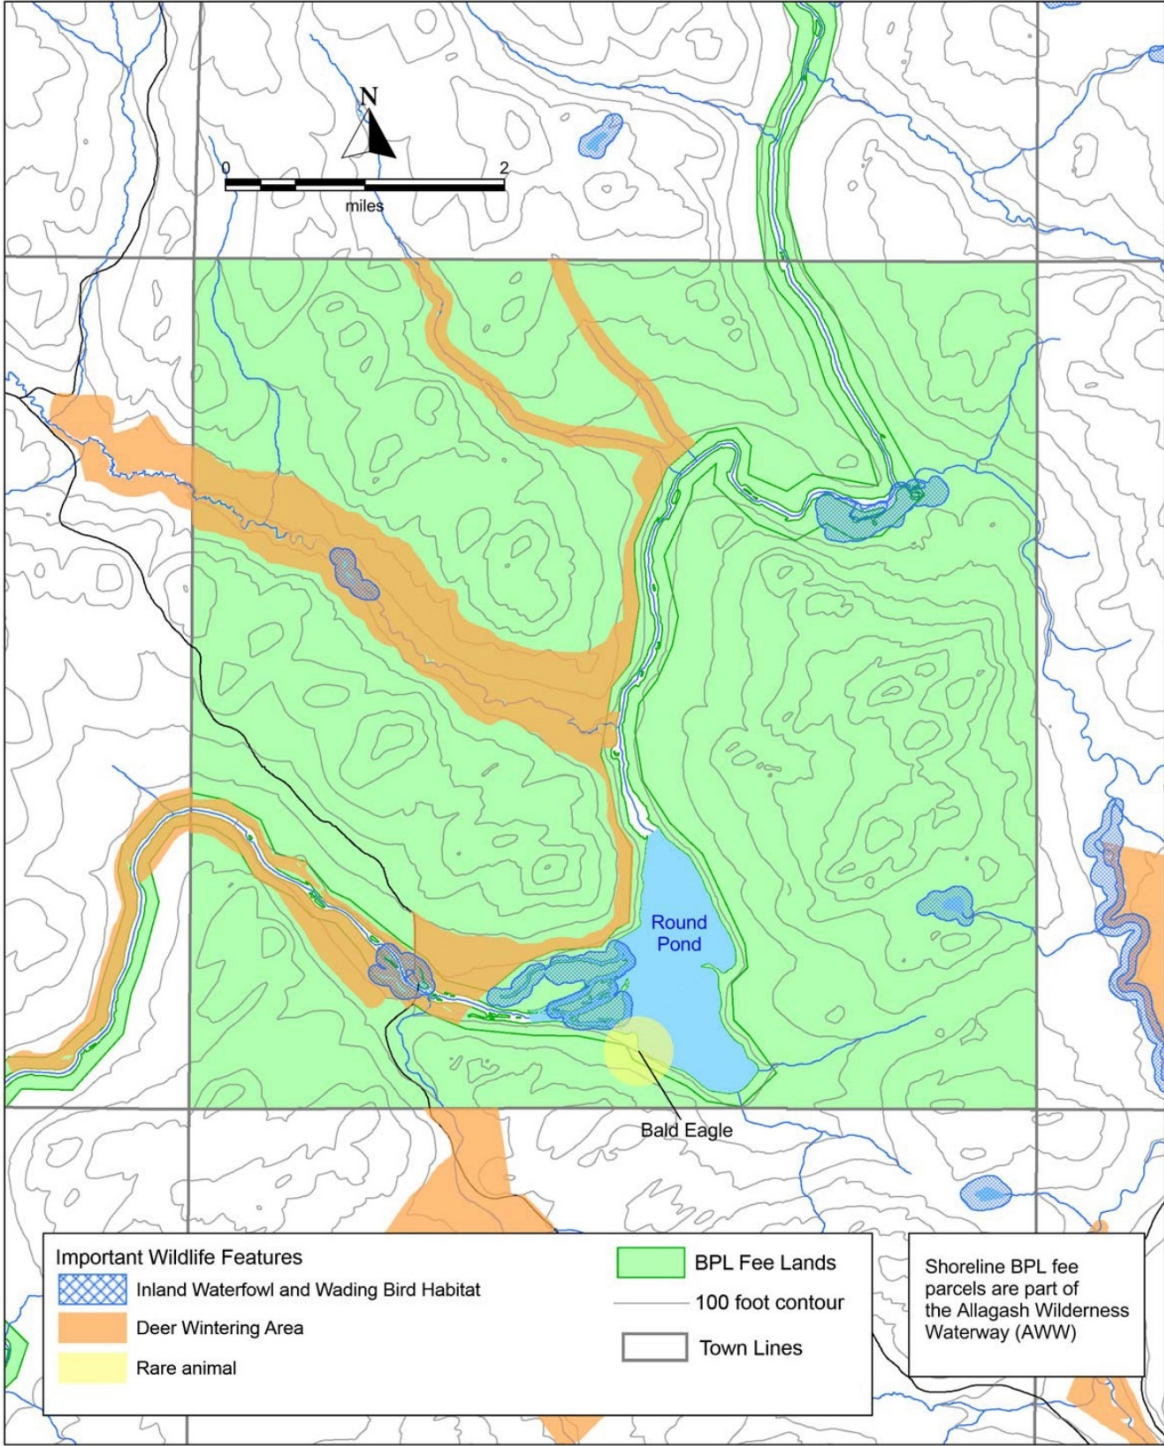 N
0 2
miles
Round
Pond
Bald Eagle
Important Wildlife Features
Inland Waterfowl and Wading Bird Habitat
Deer Wintering Area
Rare animal
BPL Fee Lands
100 foot contour
Town Lines
Shoreline BPL fee
parcels are part of
the Allagash Wilderness
Waterway (AWW)